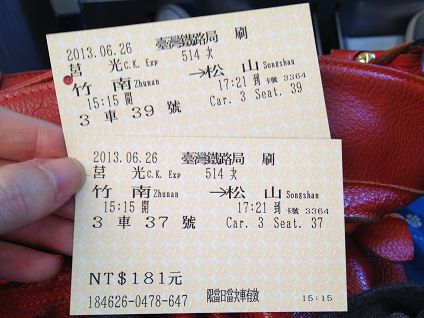 2013.06.26 臺灣鐵路局 刷
莒 光 C.K. Exp 514 次
竹 南 Zhunan →松 山 Songshan
15:15 開 17:21 到 卡號 3364
3 車 39 號 Car. 3 Seat. 39
2013.06.26 臺灣鐵路局 刷
莒 光 C.K. Exp 514 次
竹 南 Zhunan →松 山 Songshan
15:15 開 17:21 到 卡號 3364
3 車 37 號 Car. 3 Seat. 37
NT$181元
184626-0478-647 限當日當次車有效 15:15